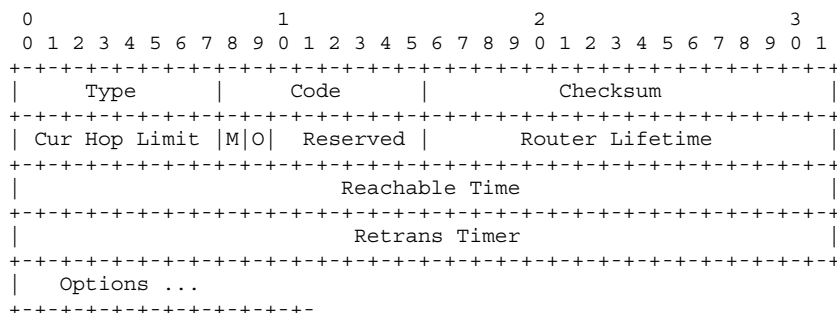 0                   1                   2                   3
 0 1 2 3 4 5 6 7 8 9 0 1 2 3 4 5 6 7 8 9 0 1 2 3 4 5 6 7 8 9 0 1
+-+-+-+-+-+-+-+-+-+-+-+-+-+-+-+-+-+-+-+-+-+-+-+-+-+-+-+-+-+-+-+-+
|     Type      |     Code      |          Checksum             |
+-+-+-+-+-+-+-+-+-+-+-+-+-+-+-+-+-+-+-+-+-+-+-+-+-+-+-+-+-+-+-+-+
| Cur Hop Limit |M|O|  Reserved |       Router Lifetime         |
+-+-+-+-+-+-+-+-+-+-+-+-+-+-+-+-+-+-+-+-+-+-+-+-+-+-+-+-+-+-+-+-+
|                         Reachable Time                        |
+-+-+-+-+-+-+-+-+-+-+-+-+-+-+-+-+-+-+-+-+-+-+-+-+-+-+-+-+-+-+-+-+
|                          Retrans Timer                        |
+-+-+-+-+-+-+-+-+-+-+-+-+-+-+-+-+-+-+-+-+-+-+-+-+-+-+-+-+-+-+-+-+
|   Options ...
+-+-+-+-+-+-+-+-+-+-+-+-